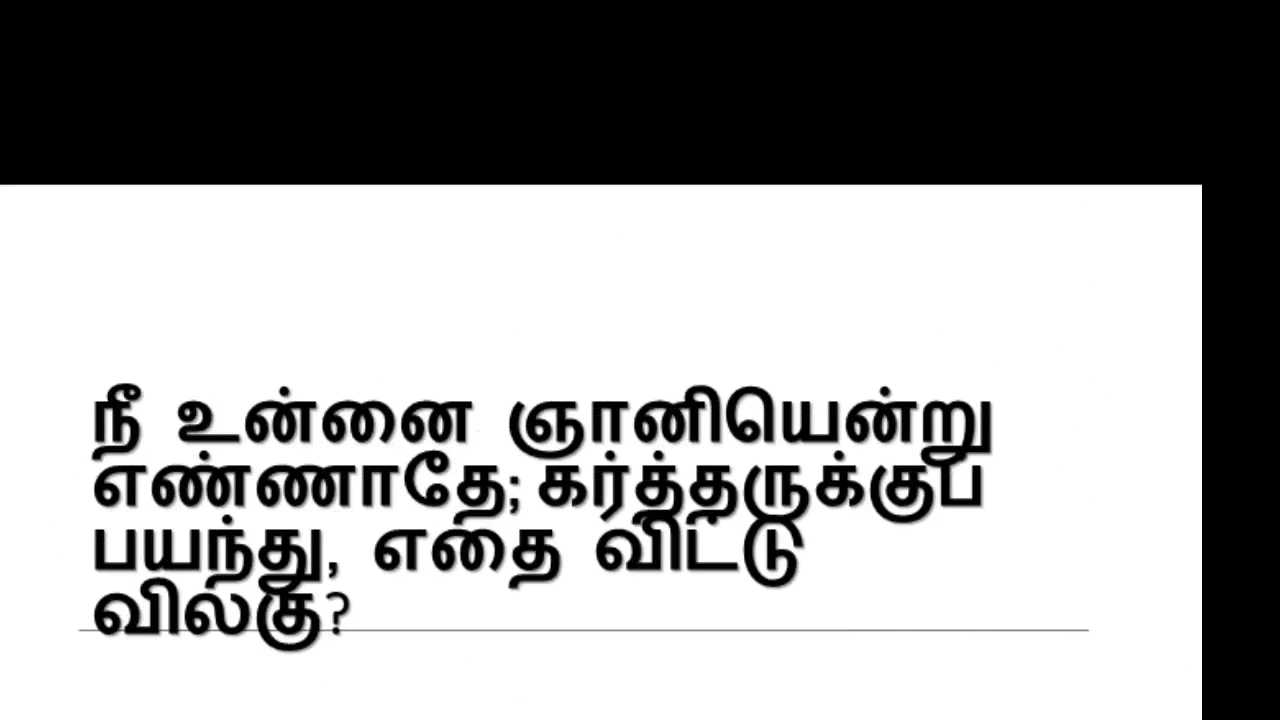 நீ உன்னை ஞானியென்று
எண்ணாதே; கர்த்தருக்குப்
பயந்து, எதை விட்டு
விலகு?